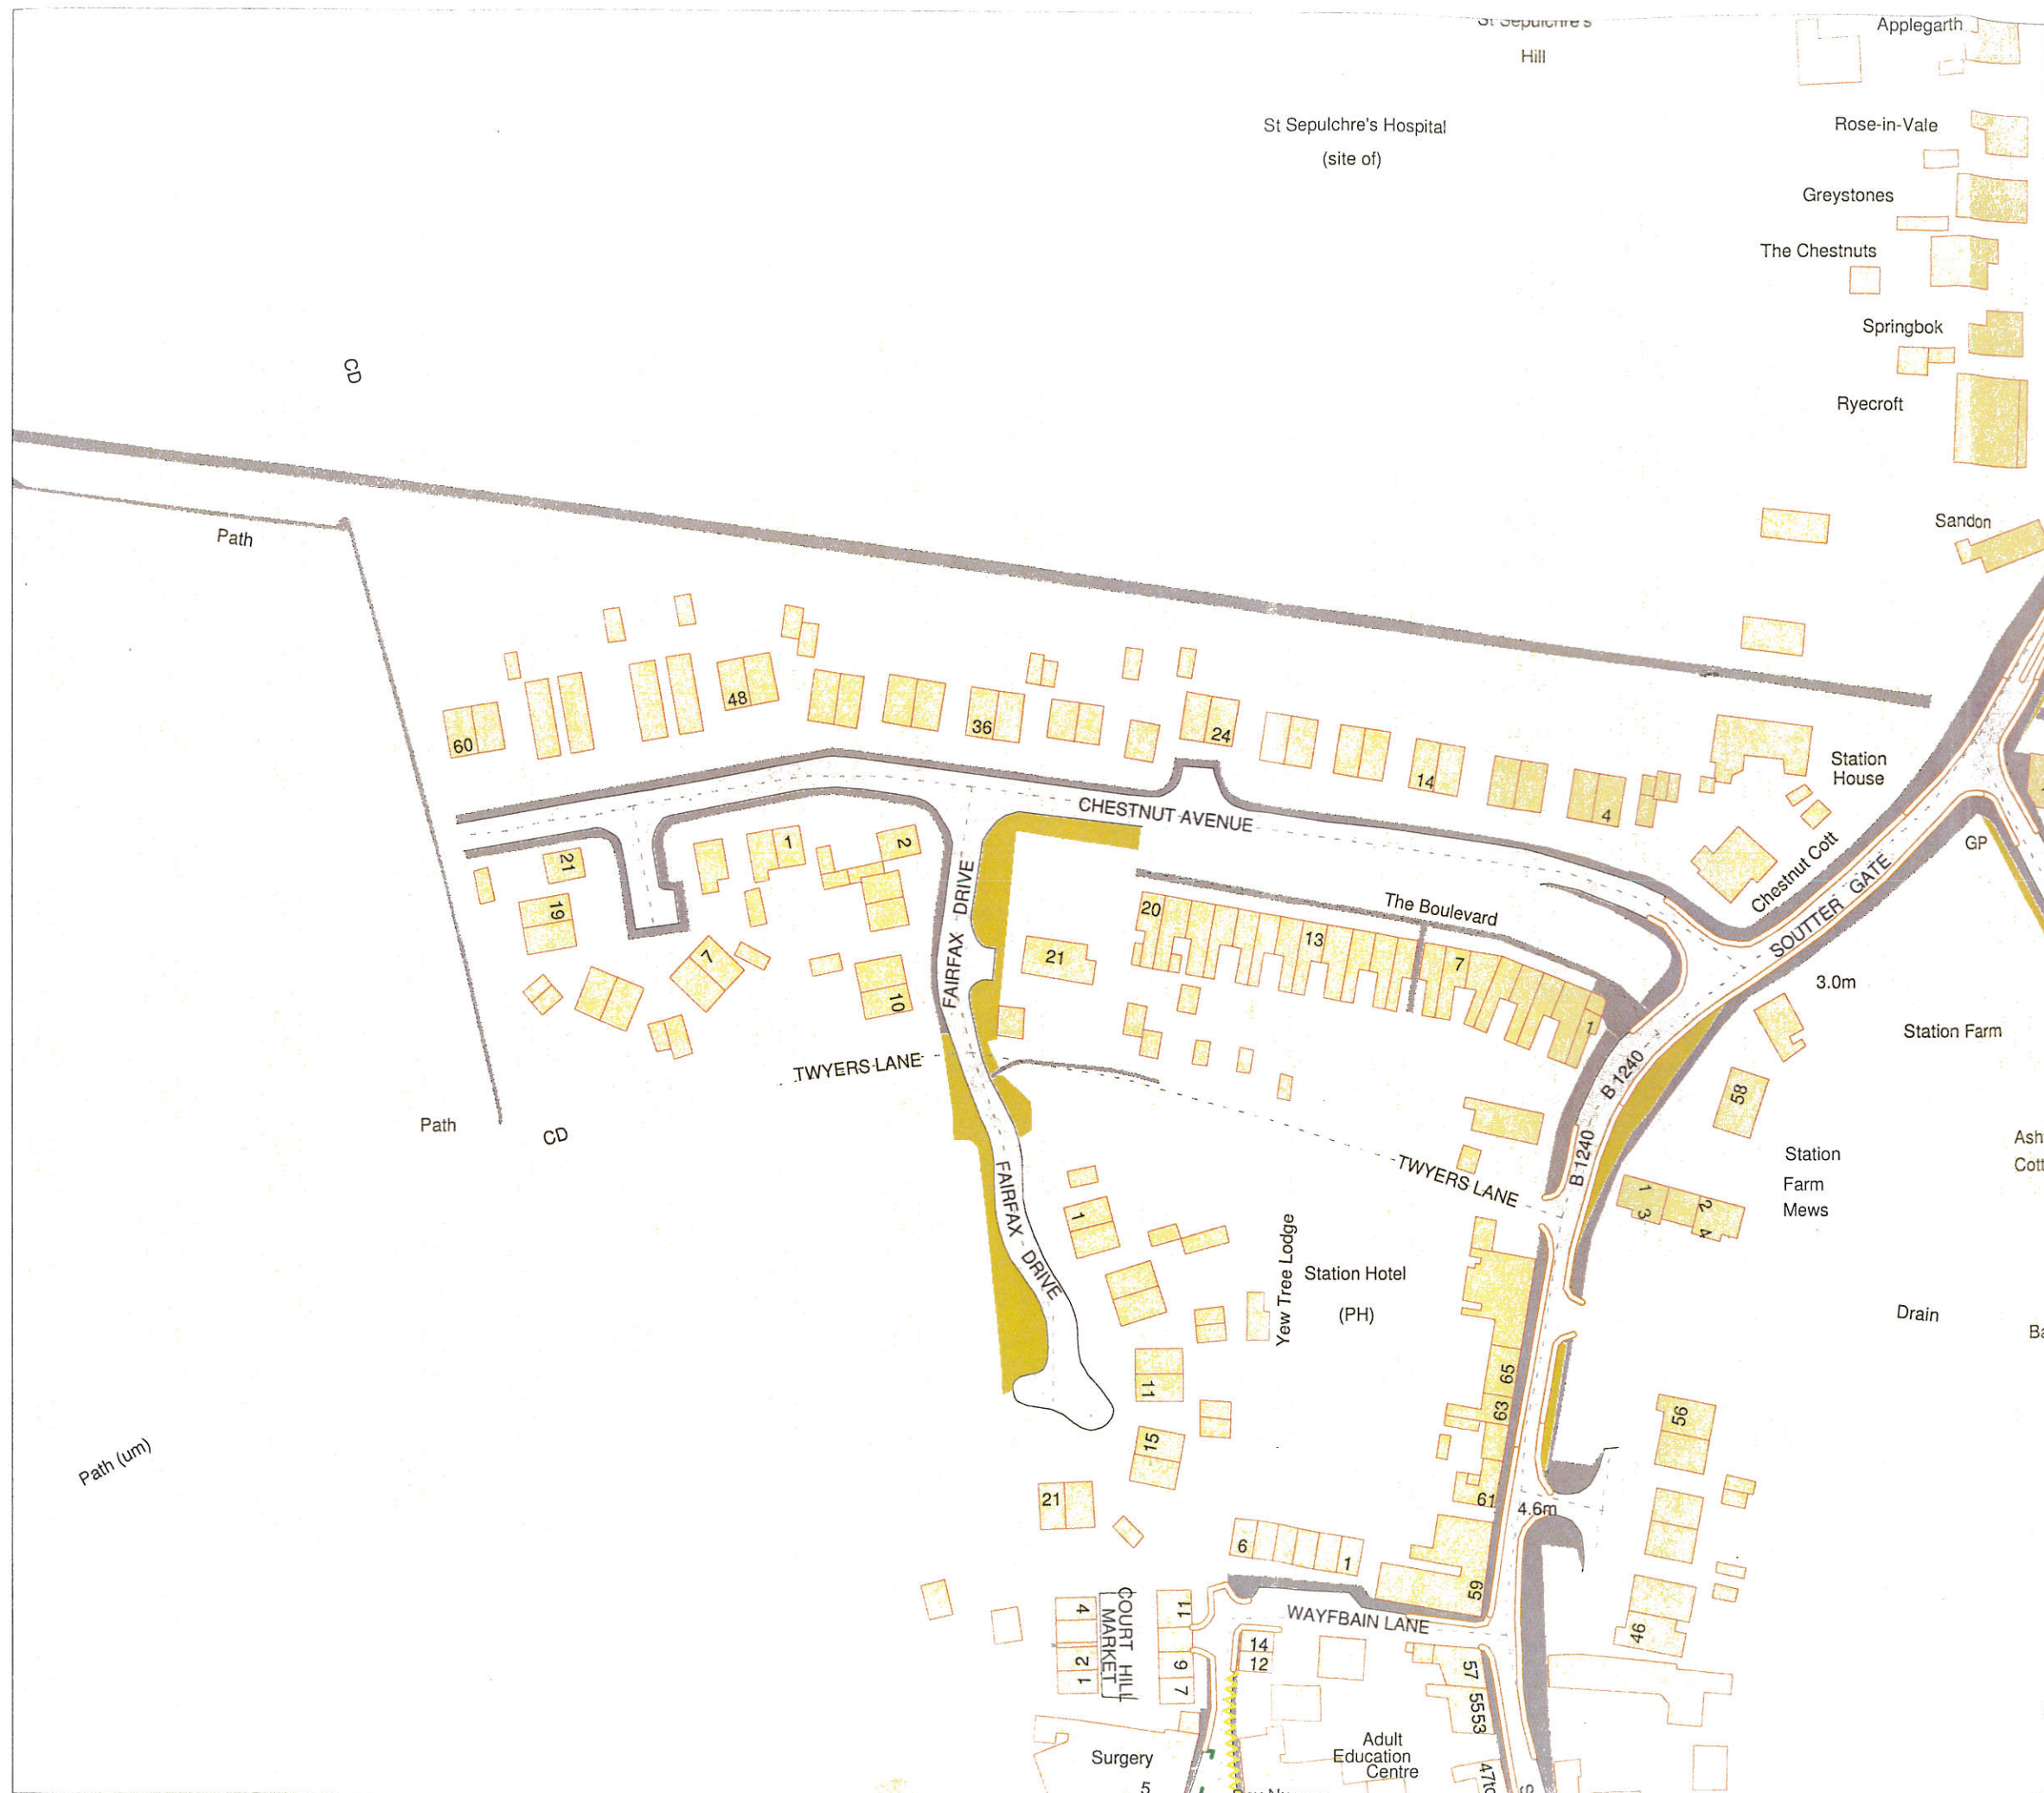 St Sepulchre's
Hill
Applegarth
St Sepulchre's Hospital
(site of)
Rose-in-Vale
Greystones
The Chestnuts
Springbok
Ryecroft
CD
Path
Sandon
60
48
36
24
14
4
Station
House
CHESTNUT AVENUE
Chestnut Cott
SOUTTER GATE
GP
21
19
1
2
7
10
FAIRFAX DRIVE
21
20
13
The Boulevard
7
1
3.0m
Station Farm
TWYERS LANE
B 1240
B 1240
58
Path
CD
TWYERS LANE
Station
Farm
Mews
Ash
Cott
1
3
2
4
FAIRFAX DRIVE
1
Yew Tree Lodge
Station Hotel
(PH)
Drain
Ba
65
63
61
11
15
21
56
Path (um)
4.6m
6
1
59
WAYFBAIN LANE
46
4
2
1
COURT HILL
MARKET
11
9
7
14
12
57
5553
47to
S
Surgery
5
Adult
Education
Centre